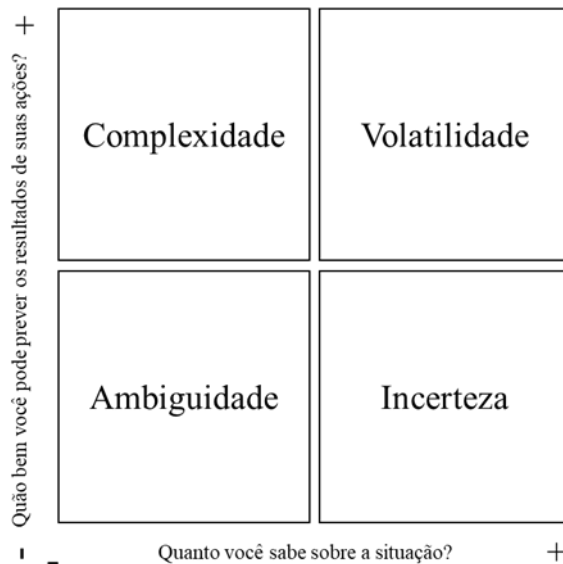 +
Quão bem você pode prever os resultados de suas ações?
-
Complexidade
Volatilidade
Ambiguidade
Incerteza
-
Quanto você sabe sobre a situação?
+